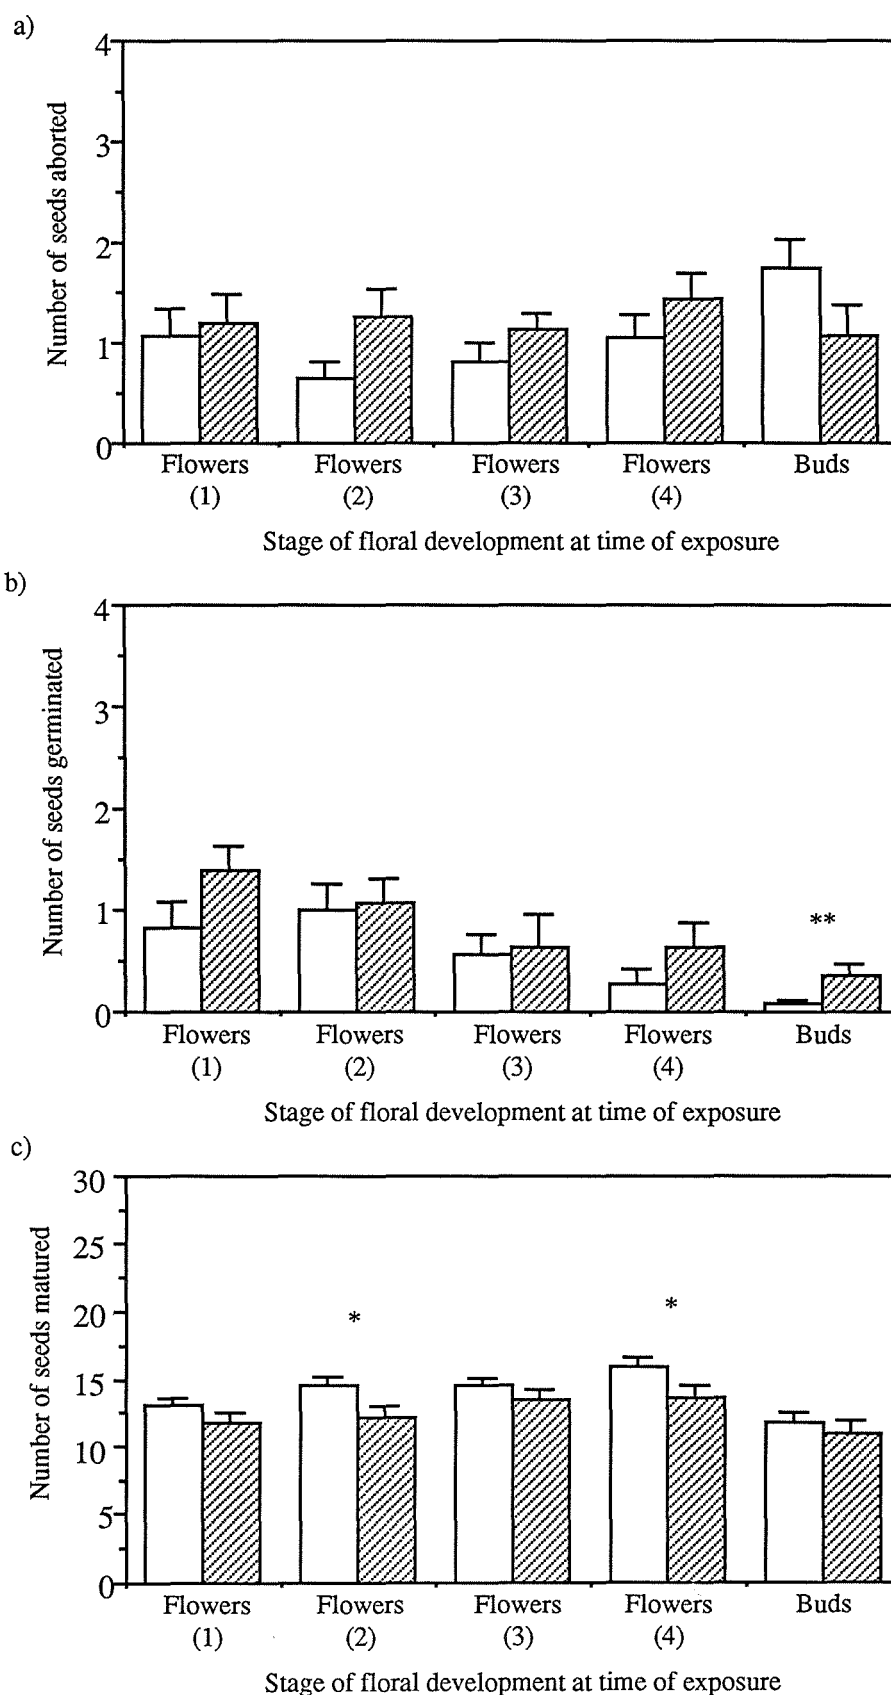 a)
4
3
2
1
0
Number of seeds aborted
Flowers Flowers Flowers Flowers Buds
(1) (2) (3) (4)
Stage of floral development at time of exposure
b)
4
3
2
1
0
Number of seeds germinated
**
Flowers Flowers Flowers Flowers Buds
(1) (2) (3) (4)
Stage of floral development at time of exposure
c)
30
25
20
15
10
5
0
Number of seeds matured
* *
Flowers Flowers Flowers Flowers Buds
(1) (2) (3) (4)
Stage of floral development at time of exposure